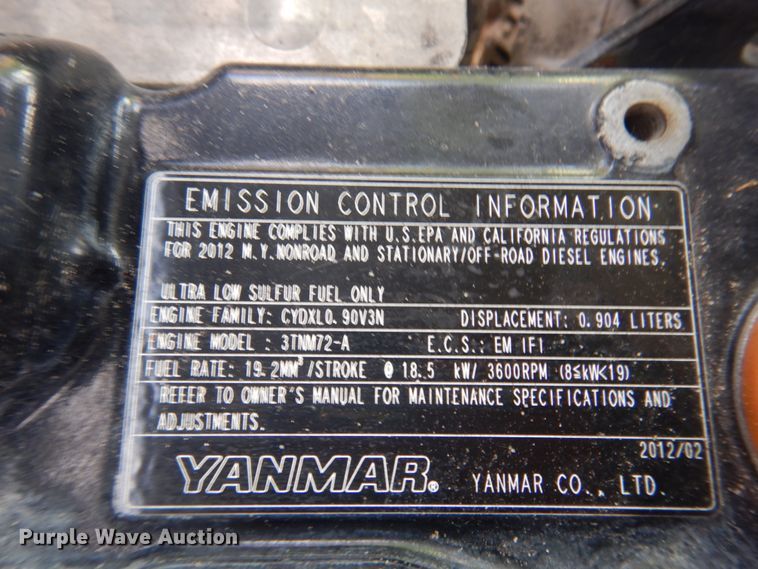 EMISSION CONTROL INFORMATION
THIS ENGINE COMPLIES WITH U.S.EPA AND CALIFORNIA REGULATIONS
FOR 2012 M.Y.NONROAD AND STATIONARY/OFF-ROAD DIESEL ENGINES.
ULTRA LOW SULFUR FUEL ONLY
ENGINE FAMILY: CYDXL0.90V3N DISPLACEMENT: 0.904 LITERS
ENGINE MODEL : 3TNM72-A E.C.S.: EM IFI
FUEL RATE: 19.2MM³/STROKE @ 18.5 kW/ 3600RPM (8≦kW<19)
REFER TO OWNER'S MANUAL FOR MAINTENANCE SPECIFICATIONS AND
ADJUSTMENTS.
2012/02
YANMAR® YANMAR CO., LTD.
Purple Wave Auction